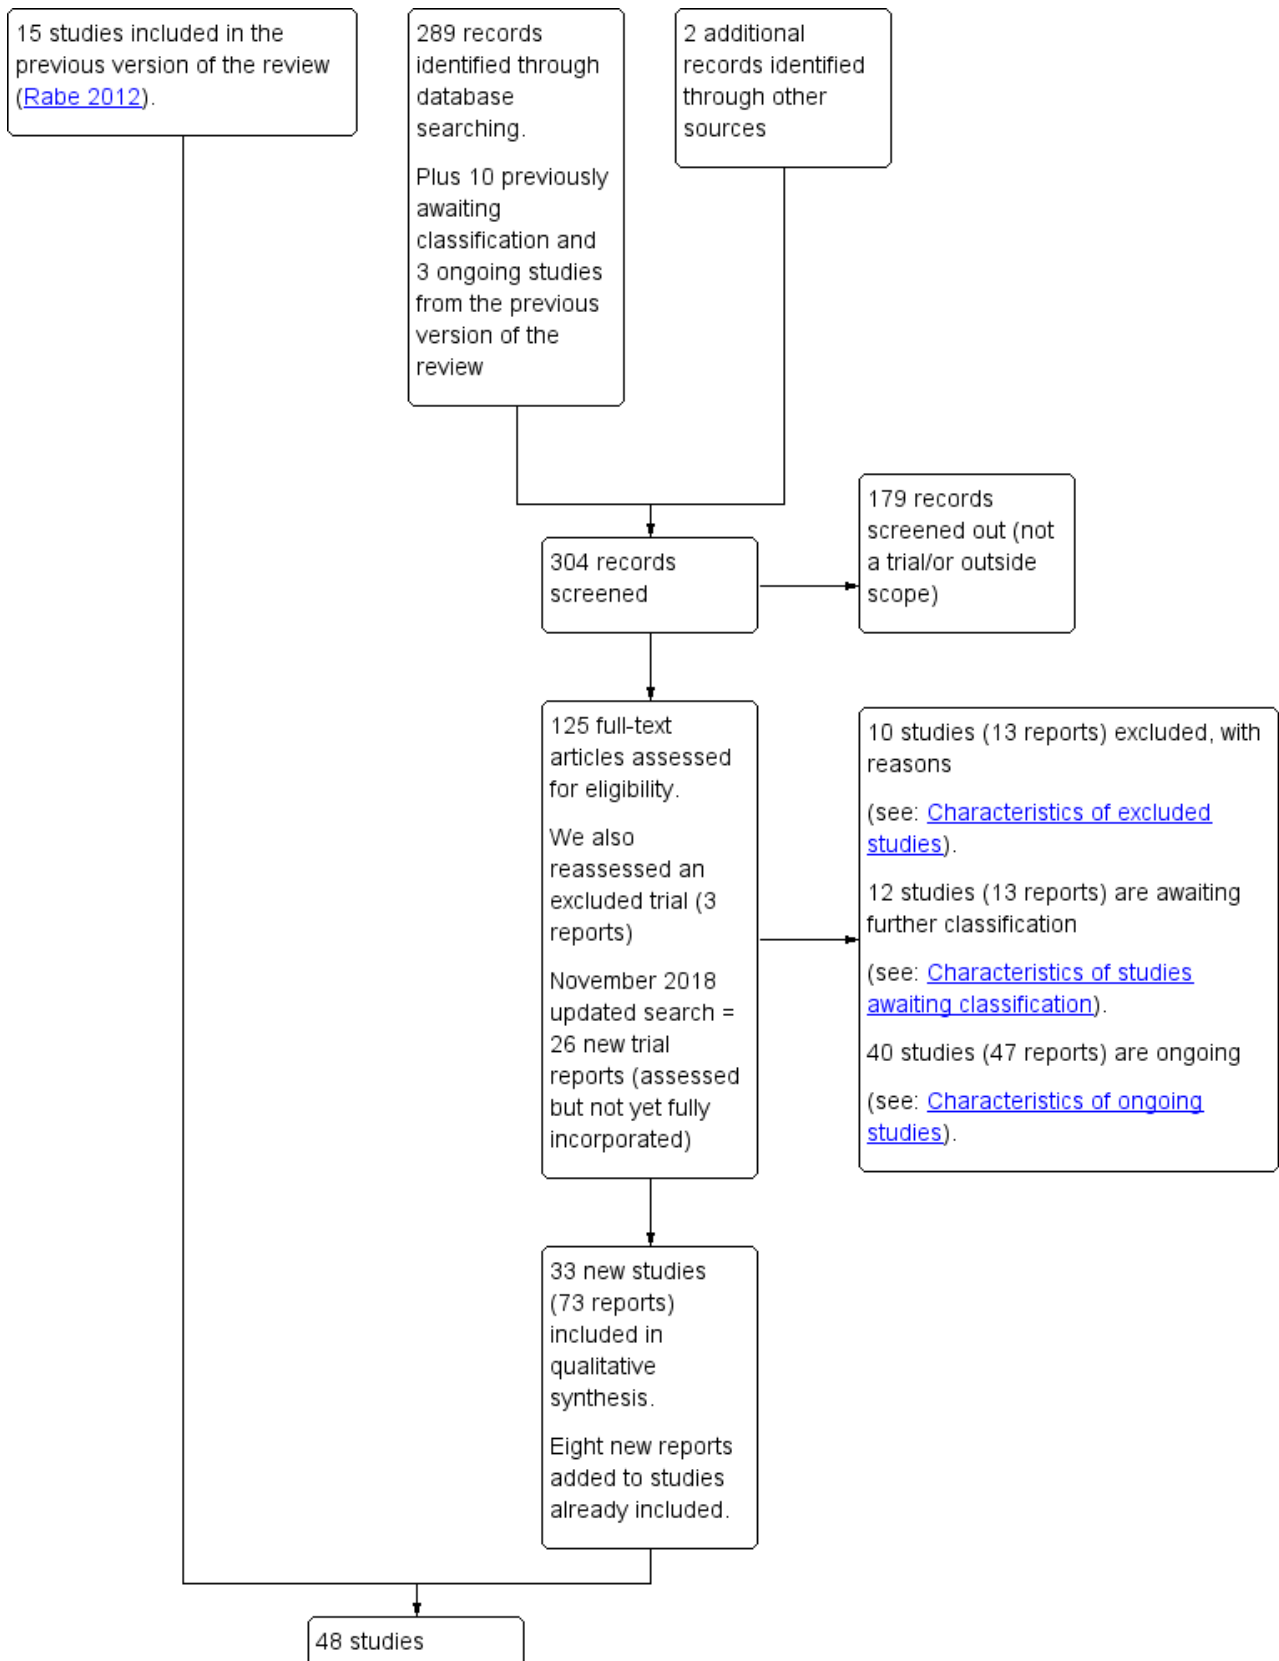 15 studies included in the
previous version of the review
(Rabe 2012).
289 records
identified through
database
searching.
Plus 10 previously
awaiting
classification and
3 ongoing studies
from the previous
version of the
review
2 additional
records identified
through other
sources
304 records
screened
179 records
screened out (not
a trial/or outside
scope)
125 full-text
articles assessed
for eligibility.
We also
reassessed an
excluded trial (3
reports)
November 2018
updated search =
26 new trial
reports (assessed
but not yet fully
incorporated)
10 studies (13 reports) excluded, with
reasons
(see: Characteristics of excluded
studies).
12 studies (13 reports) are awaiting
further classification
(see: Characteristics of studies
awaiting classification).
40 studies (47 reports) are ongoing
(see: Characteristics of ongoing
studies).
33 new studies
(73 reports)
included in
qualitative
synthesis.
Eight new reports
added to studies
already included.
48 studies